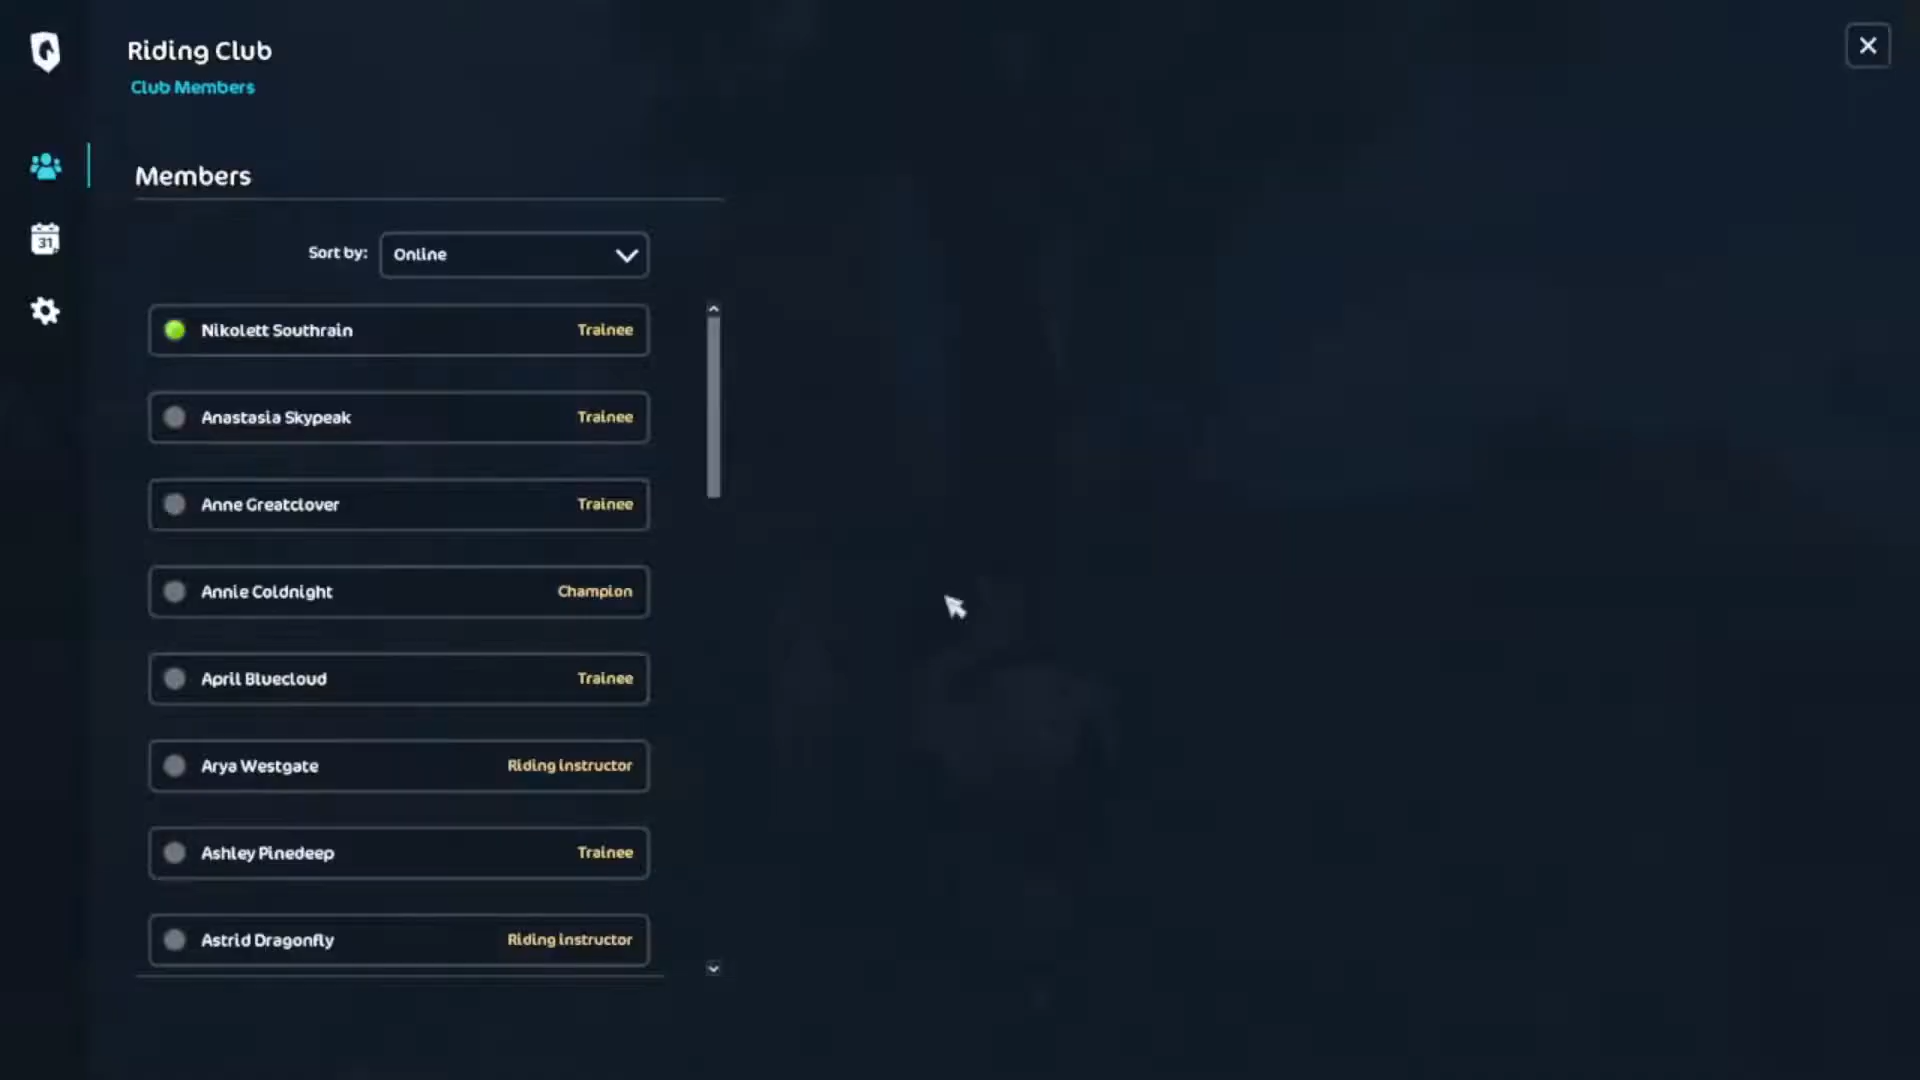 Riding Club
Club Members
31
Members
Sort by: Online
Nikolett Southrain Trainee
Anastasia Skypeak Trainee
Anne Greatclover Trainee
Annie Coldnight Champion
April Bluecloud Trainee
Arya Westgate Riding instructor
Ashley Pinedeep Trainee
Astrid Dragonfly Riding instructor